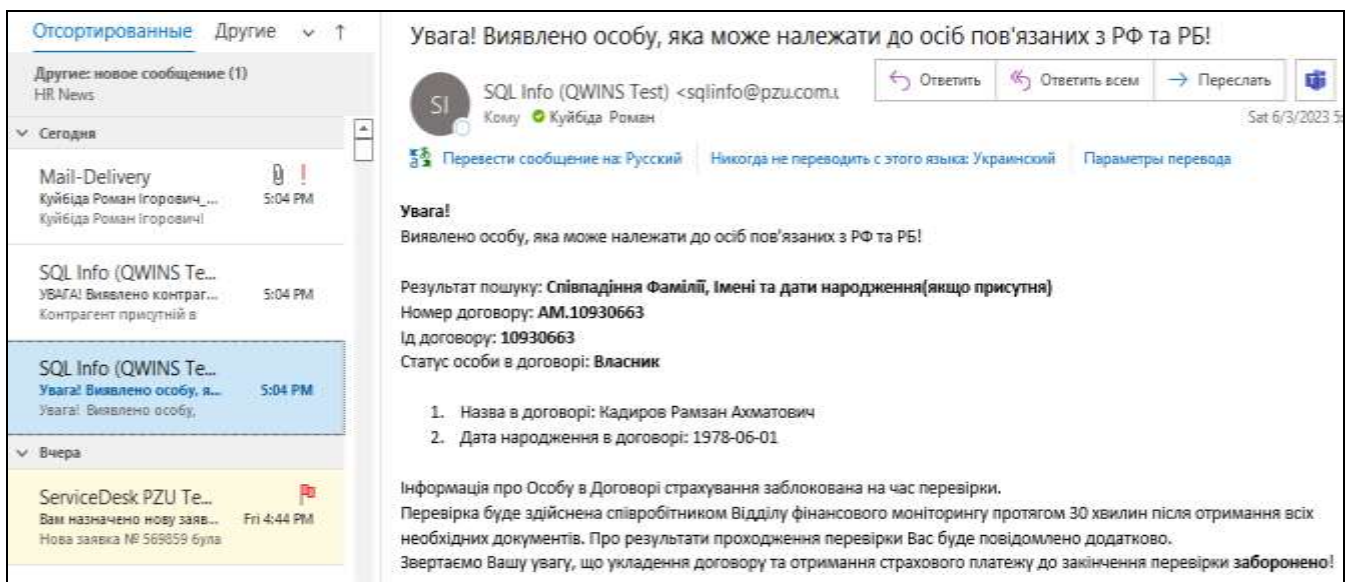 Отсортированные Другие
Другие: новое сообщение (1)
HR News
Сегодня
Mail-Delivery
Куйбіда Роман Ігорович_...
5:04 PM
Куйбіда Роман Ігорович!
SQL Info (QWINS Te...
УВАГА! Виявлено контраг...
5:04 PM
Контрагент присутній в
SQL Info (QWINS Te...
Увага! Виявлено особу, я...
5:04 PM
Увага! Виявлено особу,
Вчера
ServiceDesk PZU Te...
Вам назначено нову заяв...
Fri 4:44 PM
Нова заявка № 569859 була
Увага! Виявлено особу, яка може належати до осіб пов'язаних з РФ та РБ!
SI
SQL Info (QWINS Test) <sqlinfo@pzu.com.u
Кому Куйбіда Роман
Ответить Ответить всем Переслать
Sat 6/3/2023 5:
Перевести сообщение на: Русский Никогда не переводить с этого языка: Украинский Параметры перевода
Увага!
Виявлено особу, яка може належати до осіб пов'язаних з РФ та РБ!
Результат пошуку: Співпадіння Фамілії, Імені та дати народження(якщо присутня)
Номер договору: АМ.10930663
Ід договору: 10930663
Статус особи в договорі: Власник
1. Назва в договорі: Кадиров Рамзан Ахматович
2. Дата народження в договорі: 1978-06-01
Інформація про Особу в Договорі страхування заблокована на час перевірки.
Перевірка буде здійснена співробітником Відділу фінансового моніторингу протягом 30 хвилин після отримання всіх
необхідних документів. Про результати проходження перевірки Вас буде повідомлено додатково.
Звертаємо Вашу увагу, що укладення договору та отримання страхового платежу до закінчення перевірки заборонено!